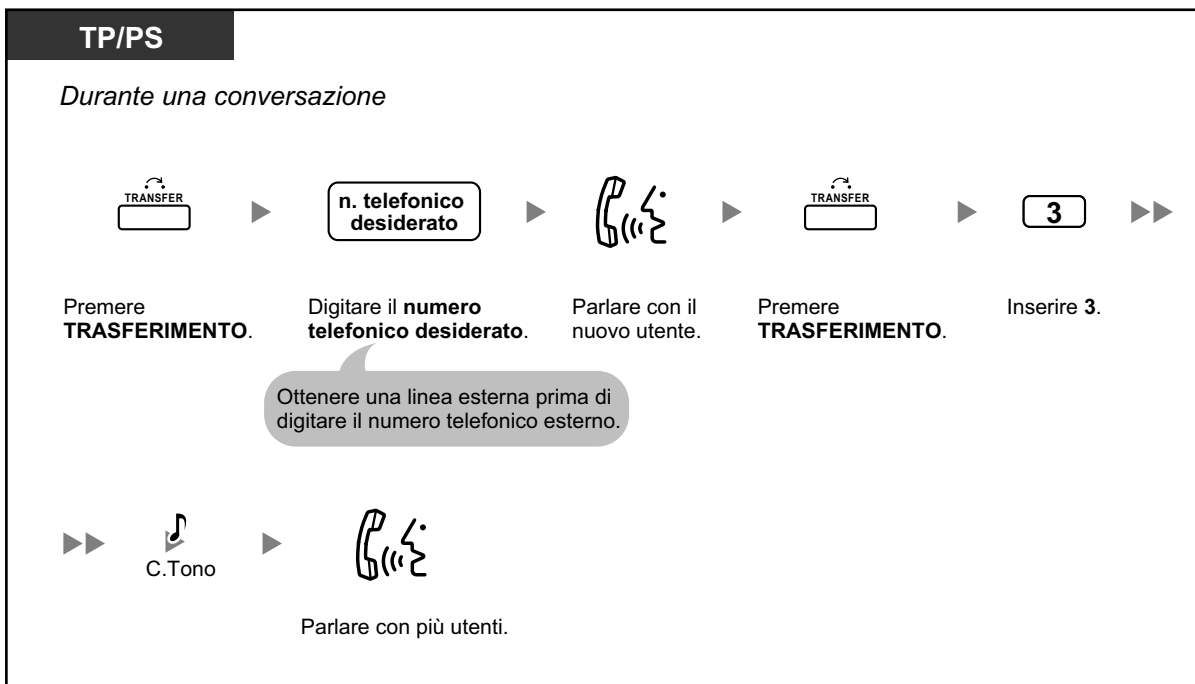 TP/PS
Durante una conversazione
TRANSFER
n. telefonico
desiderato
TRANSFER
3
Premere
TRASFERIMENTO.
Digitare il numero
telefonico desiderato.
Parlare con il
nuovo utente.
Premere
TRASFERIMENTO.
Inserire 3.
Ottenere una linea esterna prima di
digitare il numero telefonico esterno.
C.Tono
Parlare con più utenti.